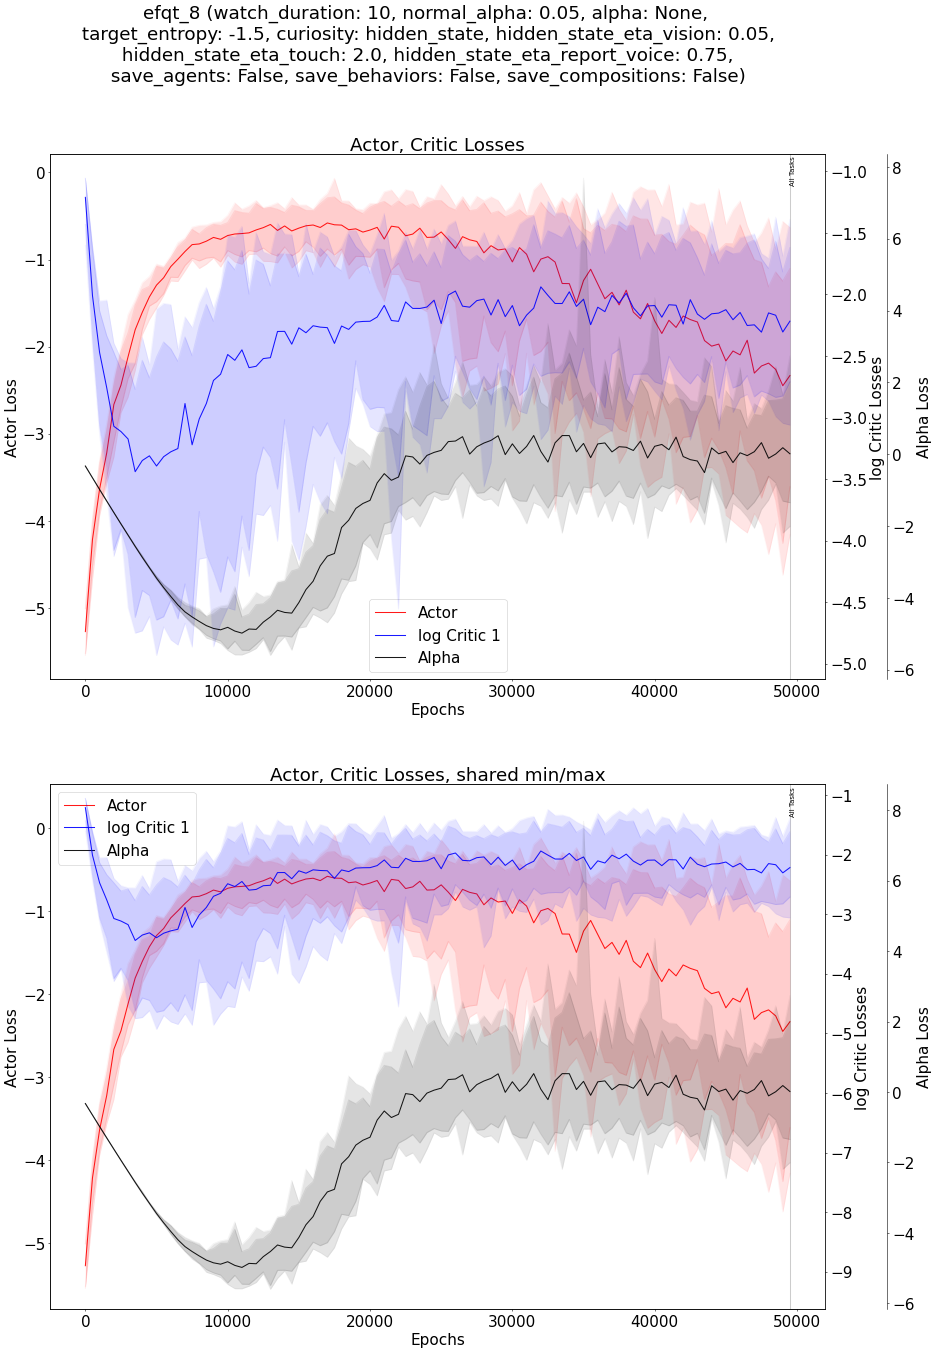 efqt_8 (watch_duration: 10, normal_alpha: 0.05, alpha: None,
target_entropy: -1.5, curiosity: hidden_state, hidden_state_eta_vision: 0.05,
hidden_state_eta_touch: 2.0, hidden_state_eta_report_voice: 0.75,
save_agents: False, save_behaviors: False, save_compositions: False)
Actor, Critic Losses
0
−1
−2
−3
−4
−5
Actor Loss
0
10000
20000
30000
40000
50000
Epochs
All Tasks
−1.0
−1.5
−2.0
−2.5
−3.0
−3.5
−4.0
−4.5
−5.0
log Critic Losses
8
6
4
2
0
−2
−4
−6
Alpha Loss
Actor
log Critic 1
Alpha
Actor, Critic Losses, shared min/max
Actor
log Critic 1
Alpha
0
−1
−2
−3
−4
−5
Actor Loss
0
10000
20000
30000
40000
50000
Epochs
All Tasks
−1
−2
−3
−4
−5
−6
−7
−8
−9
log Critic Losses
8
6
4
2
0
−2
−4
−6
Alpha Loss